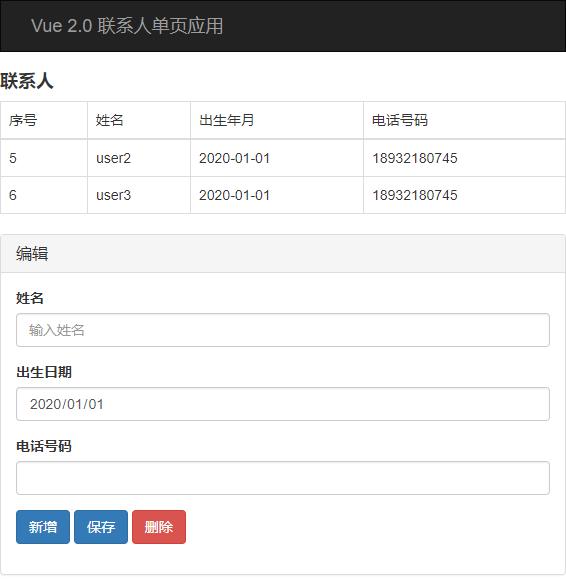 Vue 2.0 联系人单页应用
联系人
序号 姓名 出生年月 电话号码
5 user2 2020-01-01 18932180745
6 user3 2020-01-01 18932180745
编辑
姓名
输入姓名
出生日期
2020/01/01
电话号码
新增 保存 删除